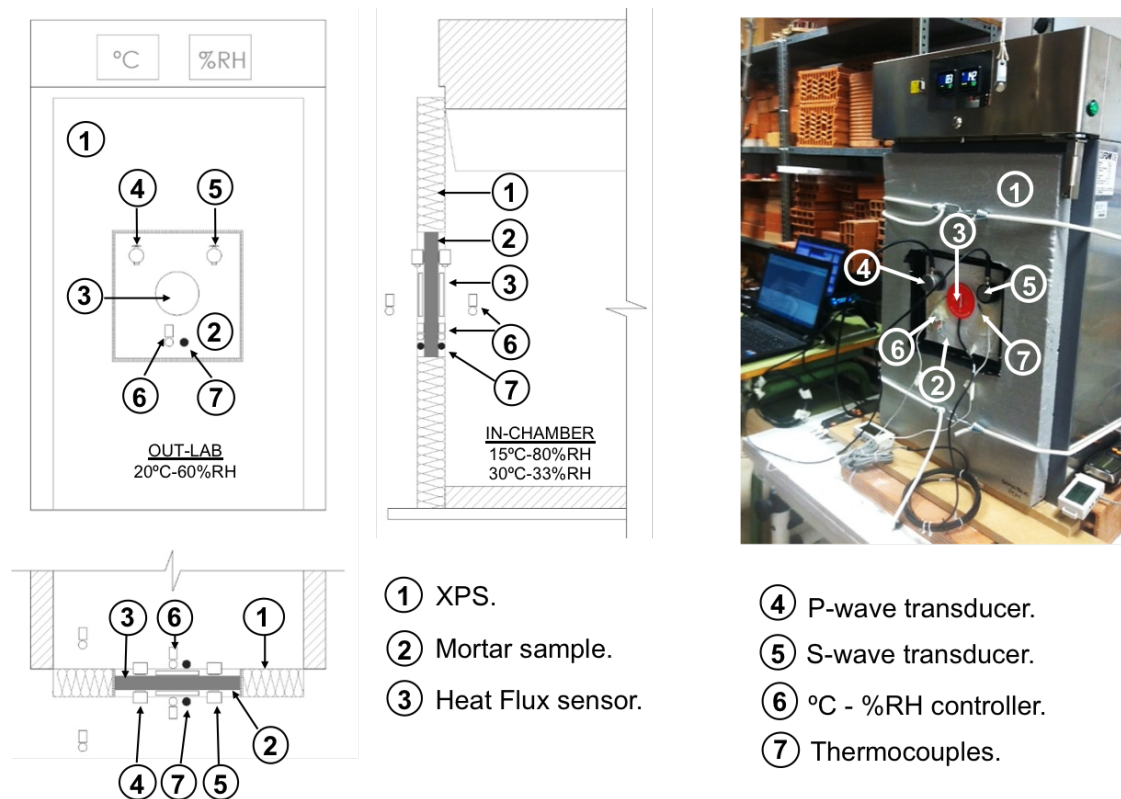 ºC
%RH
1
4
5
3
2
6
7
OUT-LAB
20ºC-60%RH
1
2
3
6
7
IN-CHAMBER
15ºC-80%RH
30ºC-33%RH
1
3
4
5
6
7
2
3
6
1
2
4
7
5
1 XPS.
2 Mortar sample.
3 Heat Flux sensor.
4 P-wave transducer.
5 S-wave transducer.
6 ºC - %RH controller.
7 Thermocouples.